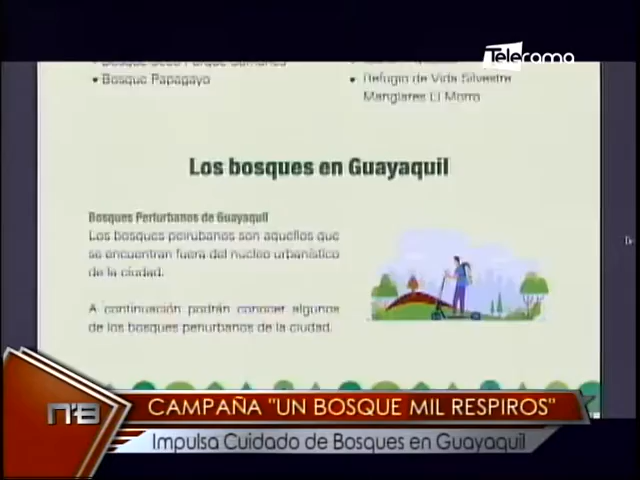 Telerama
• Bosque Papagayo
• Refugio de Vida Silvestre
Manglares El Morro
Los bosques en Guayaquil
Bosques Periurbanos de Guayaquil
Los bosques periurbanos son aquellos que
se encuentran fuera del nucleo urbanístico
de la ciudad.
A continuación podrán conocer algunos
de los bosques periurbanos de la ciudad.
CAMPAÑA "UN BOSQUE MIL RESPIROS"
Impulsa Cuidado de Bosques en Guayaquil